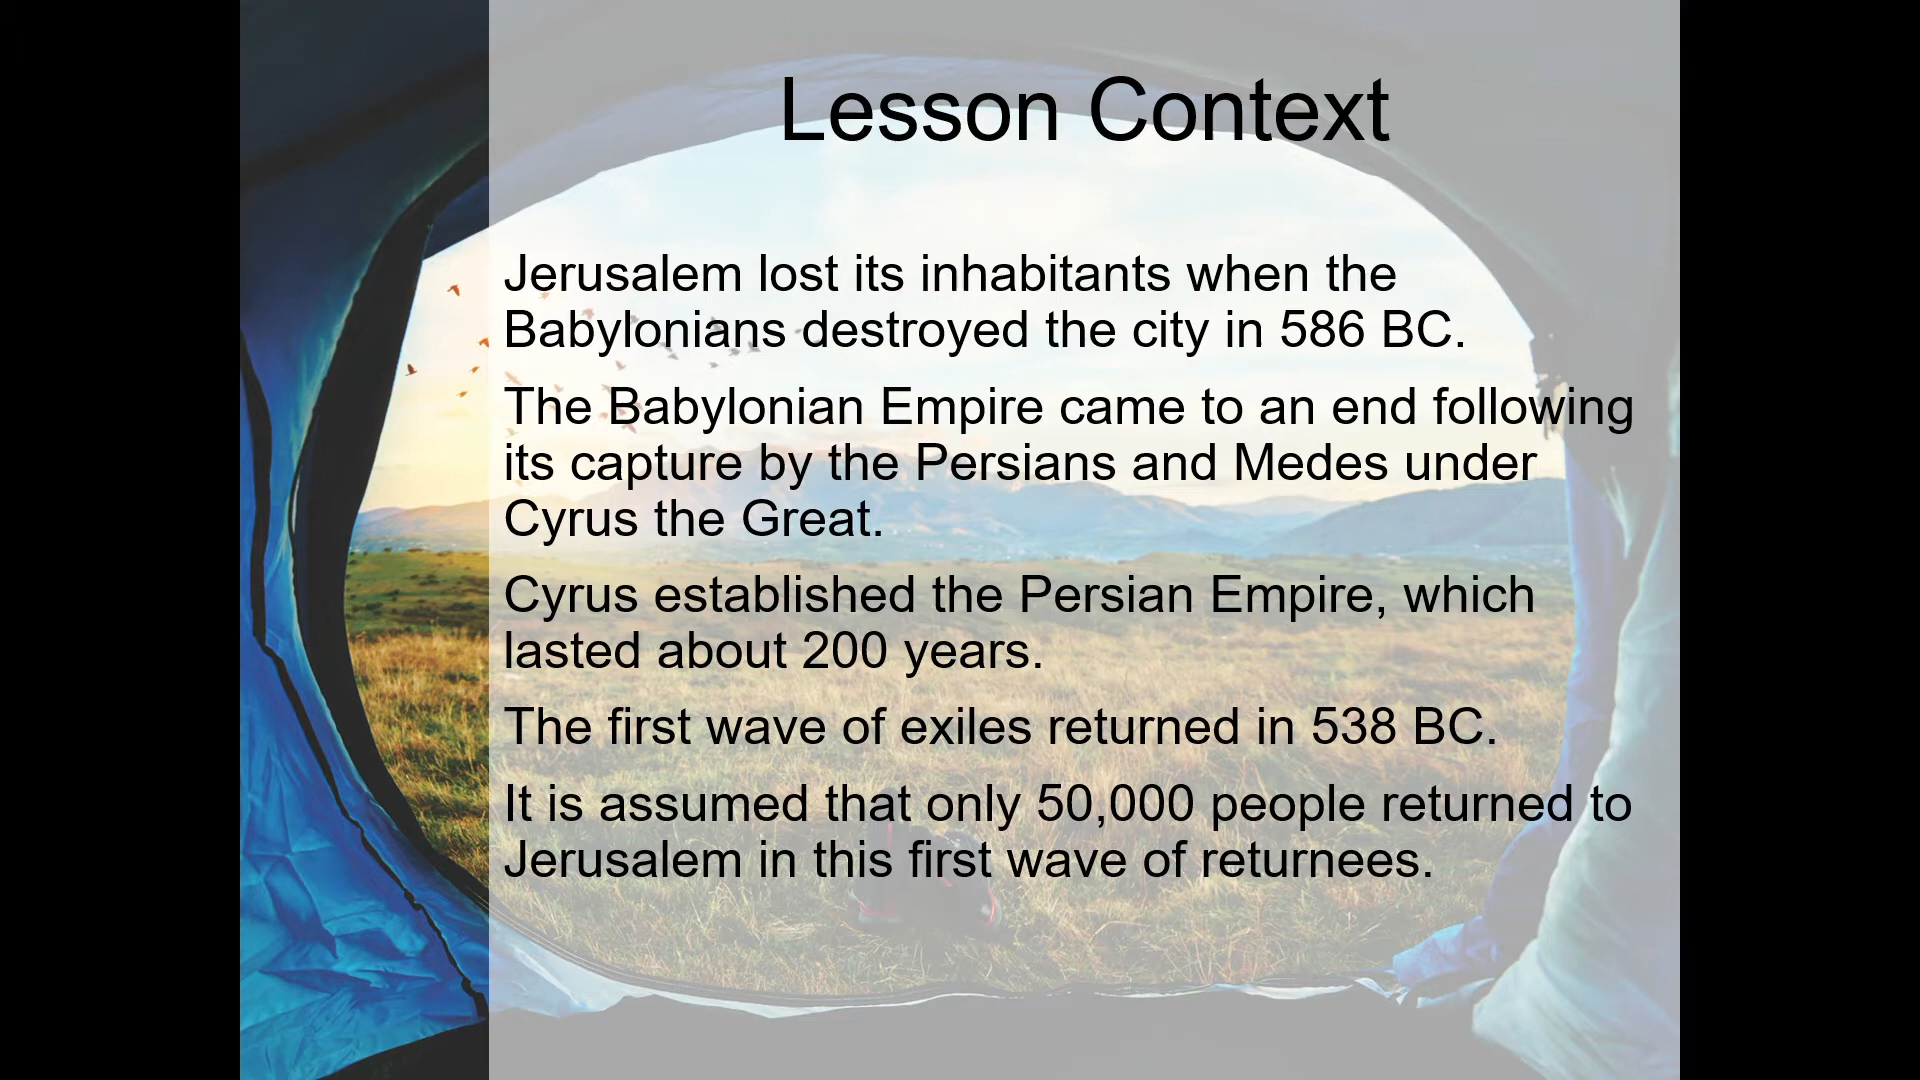 Lesson Context
Jerusalem lost its inhabitants when the
Babylonians destroyed the city in 586 BC.
The Babylonian Empire came to an end following
its capture by the Persians and Medes under
Cyrus the Great.
Cyrus established the Persian Empire, which
lasted about 200 years.
The first wave of exiles returned in 538 BC.
It is assumed that only 50,000 people returned to
Jerusalem in this first wave of returnees.